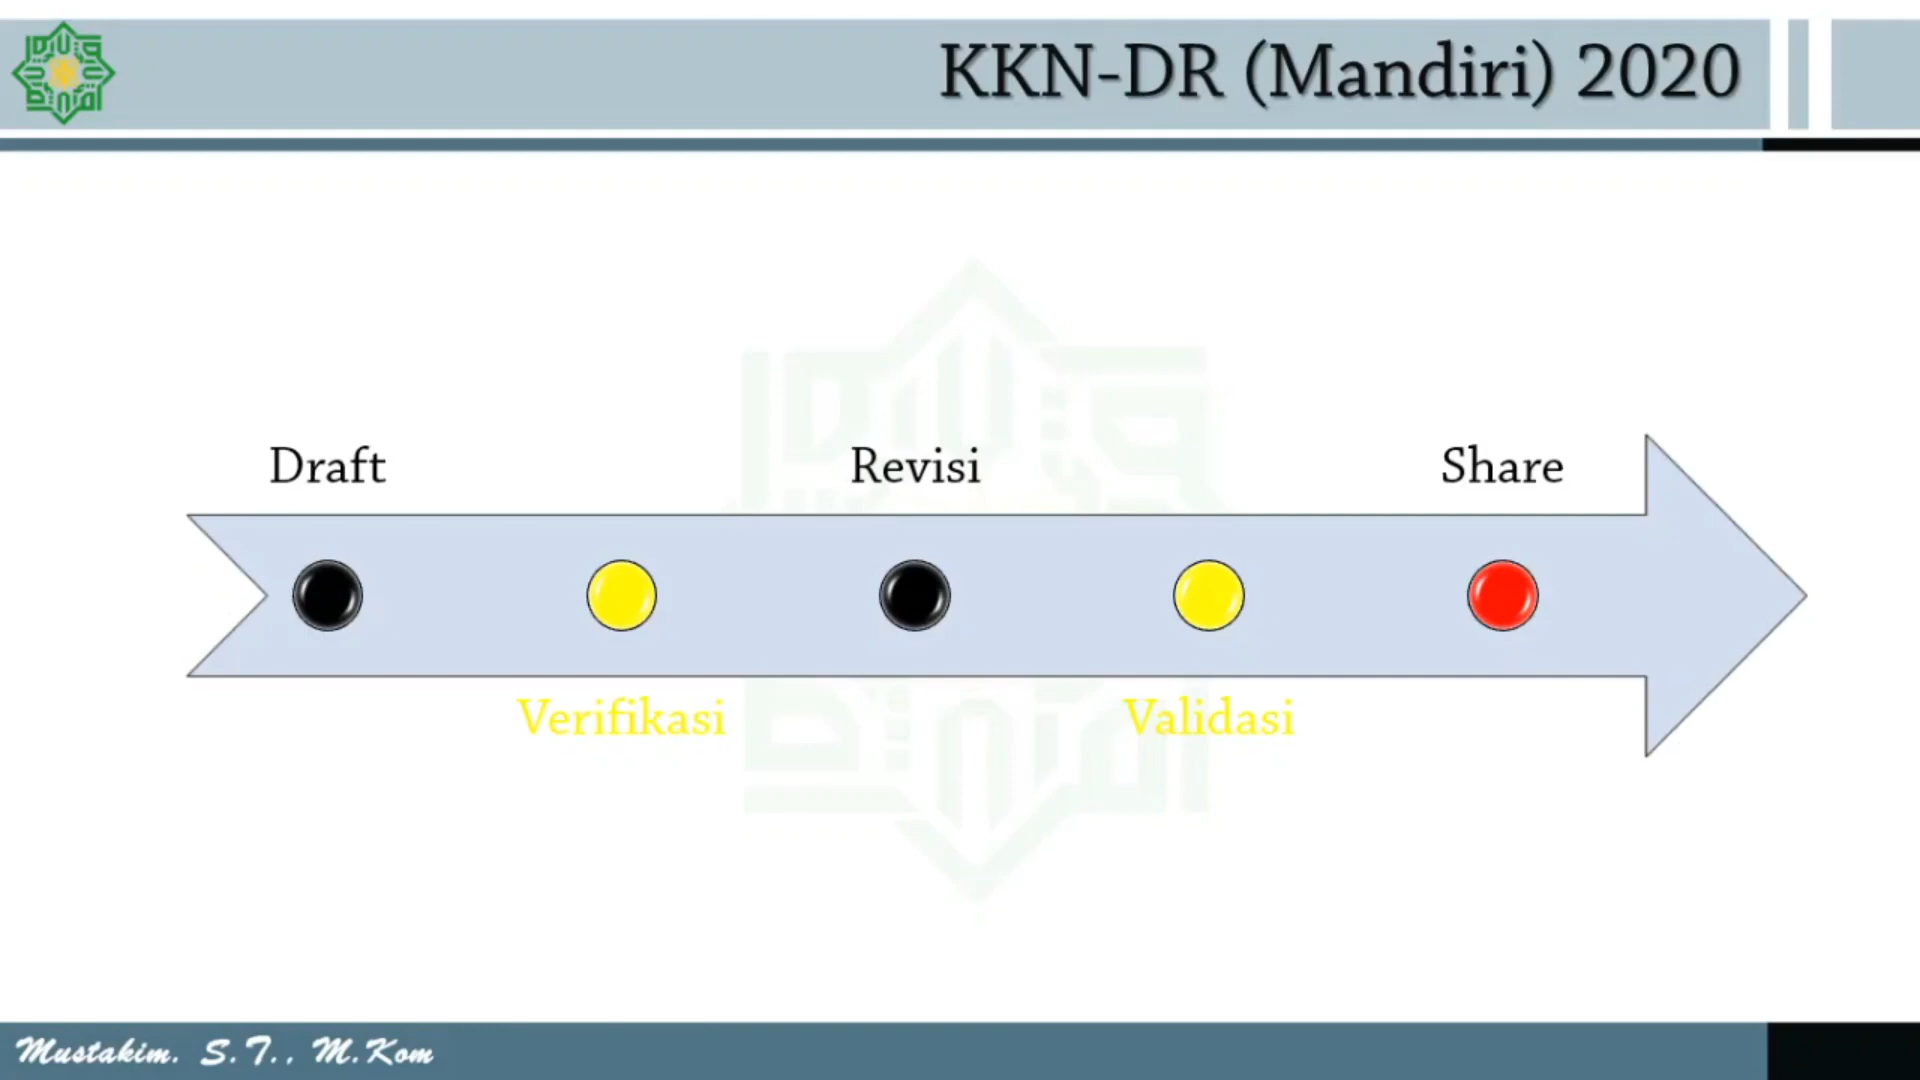 KKN-DR (Mandiri) 2020
Draft
Revisi
Share
Verifikasi
Validasi
Mustakim. S.T., M.Kom